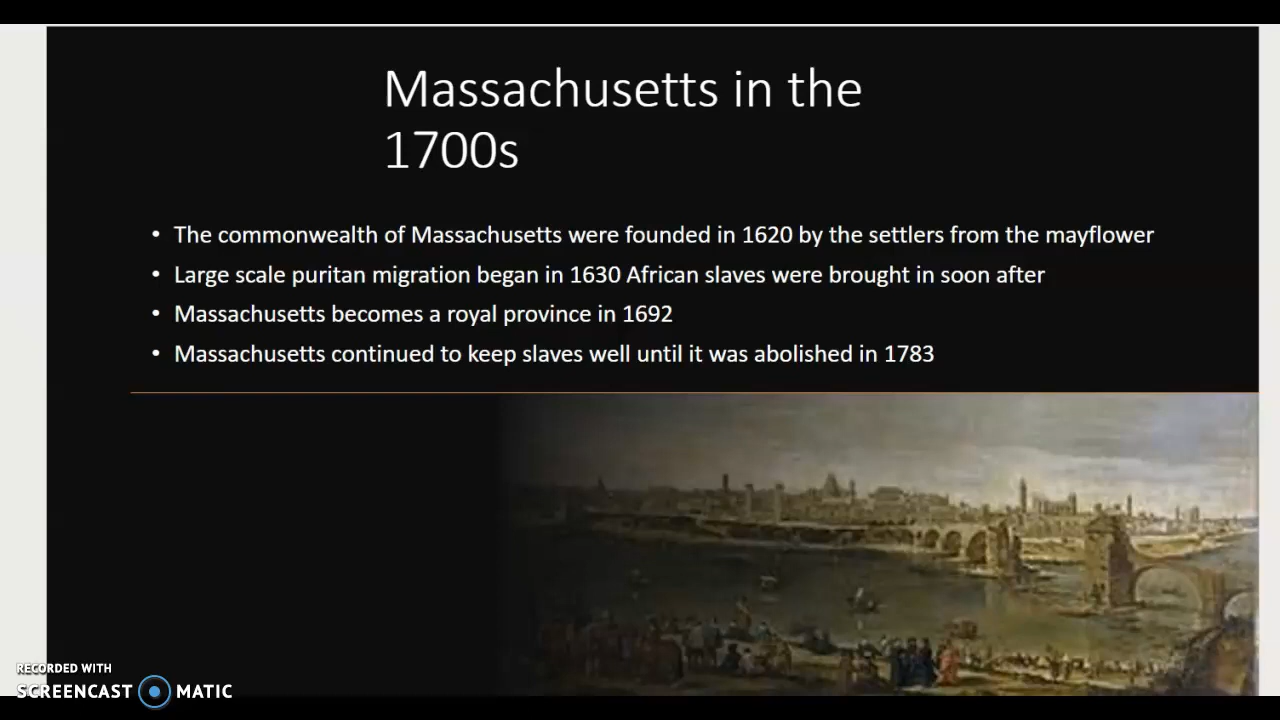 Massachusetts in the
1700s
• The commonwealth of Massachusetts were founded in 1620 by the settlers from the mayflower
• Large scale puritan migration began in 1630 African slaves were brought in soon after
• Massachusetts becomes a royal province in 1692
• Massachusetts continued to keep slaves well until it was abolished in 1783
RECORDED WITH
SCREENCAST MATIC